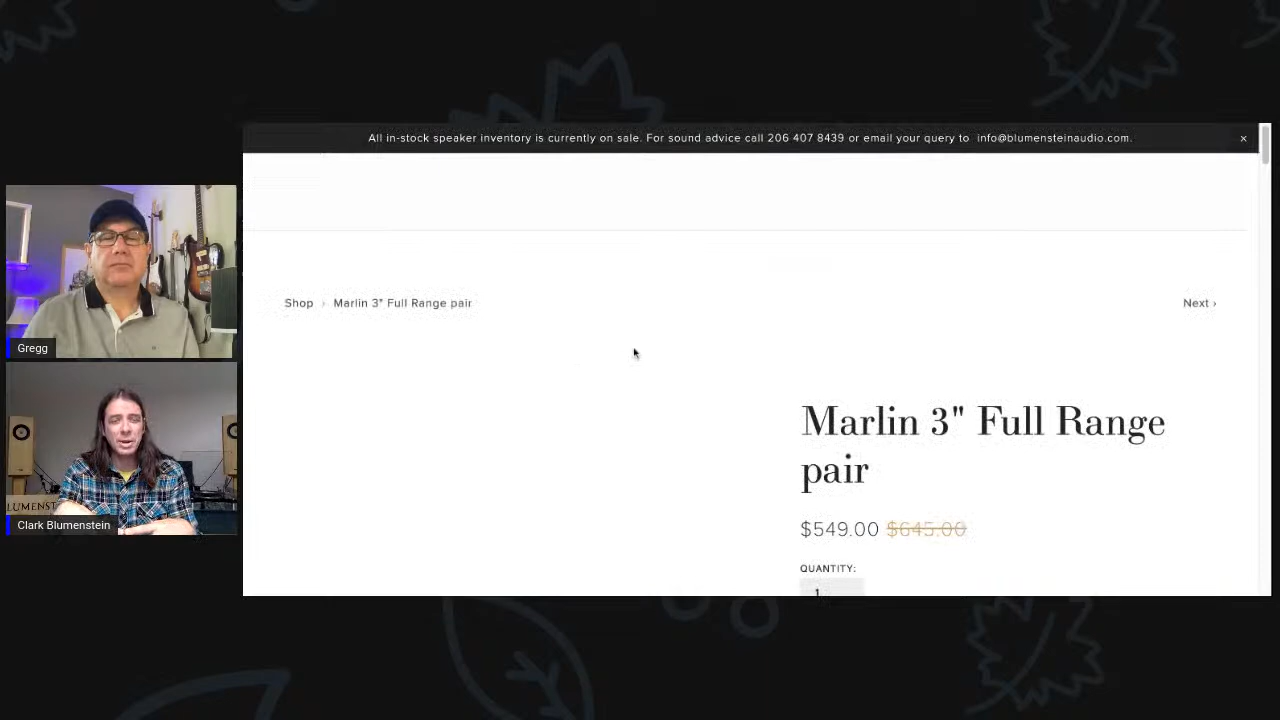 All in-stock speaker inventory is currently on sale. For sound advice call 206 407 8439 or email your query to info@blumensteinaudio.com.
×
Shop › Marlin 3" Full Range pair
Next ›
Marlin 3" Full Range
pair
$549.00 $645.00
QUANTITY:
1
Gregg
LUMENST
Clark Blumenstein